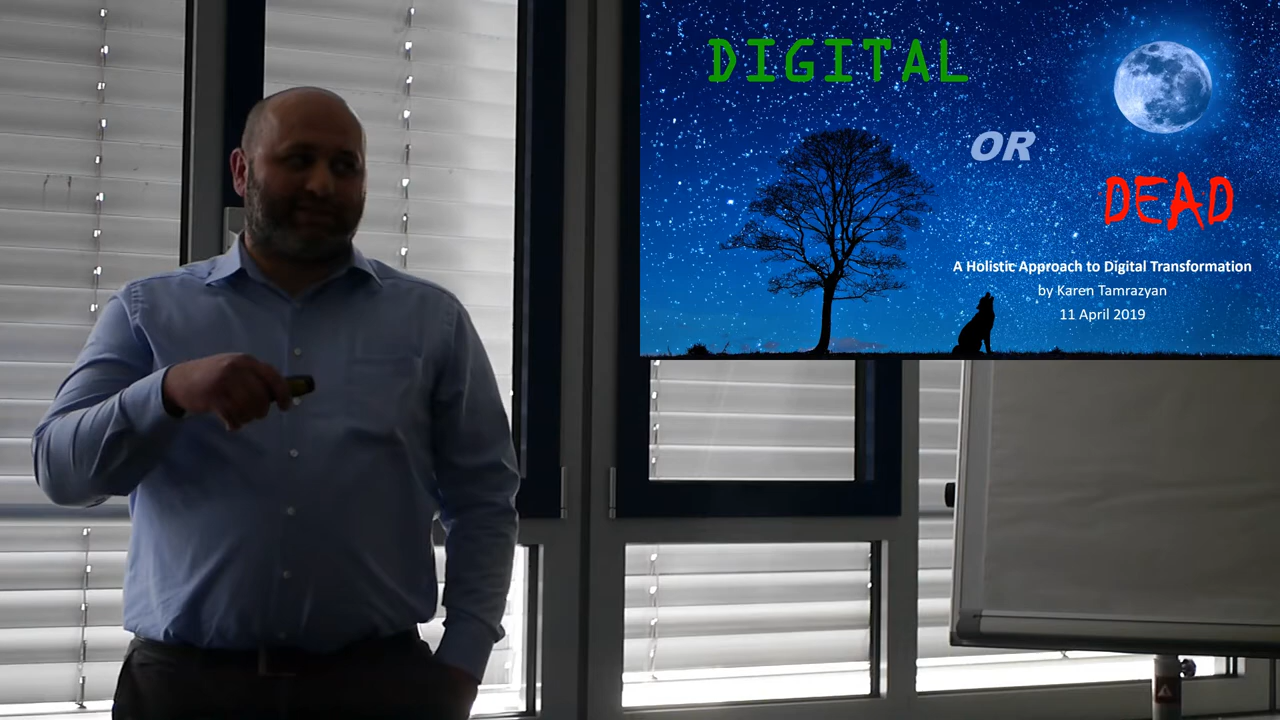 DIGITAL
OR
DEAD
A Holistic Approach to Digital Transformation
by Karen Tamrazyan
11 April 2019